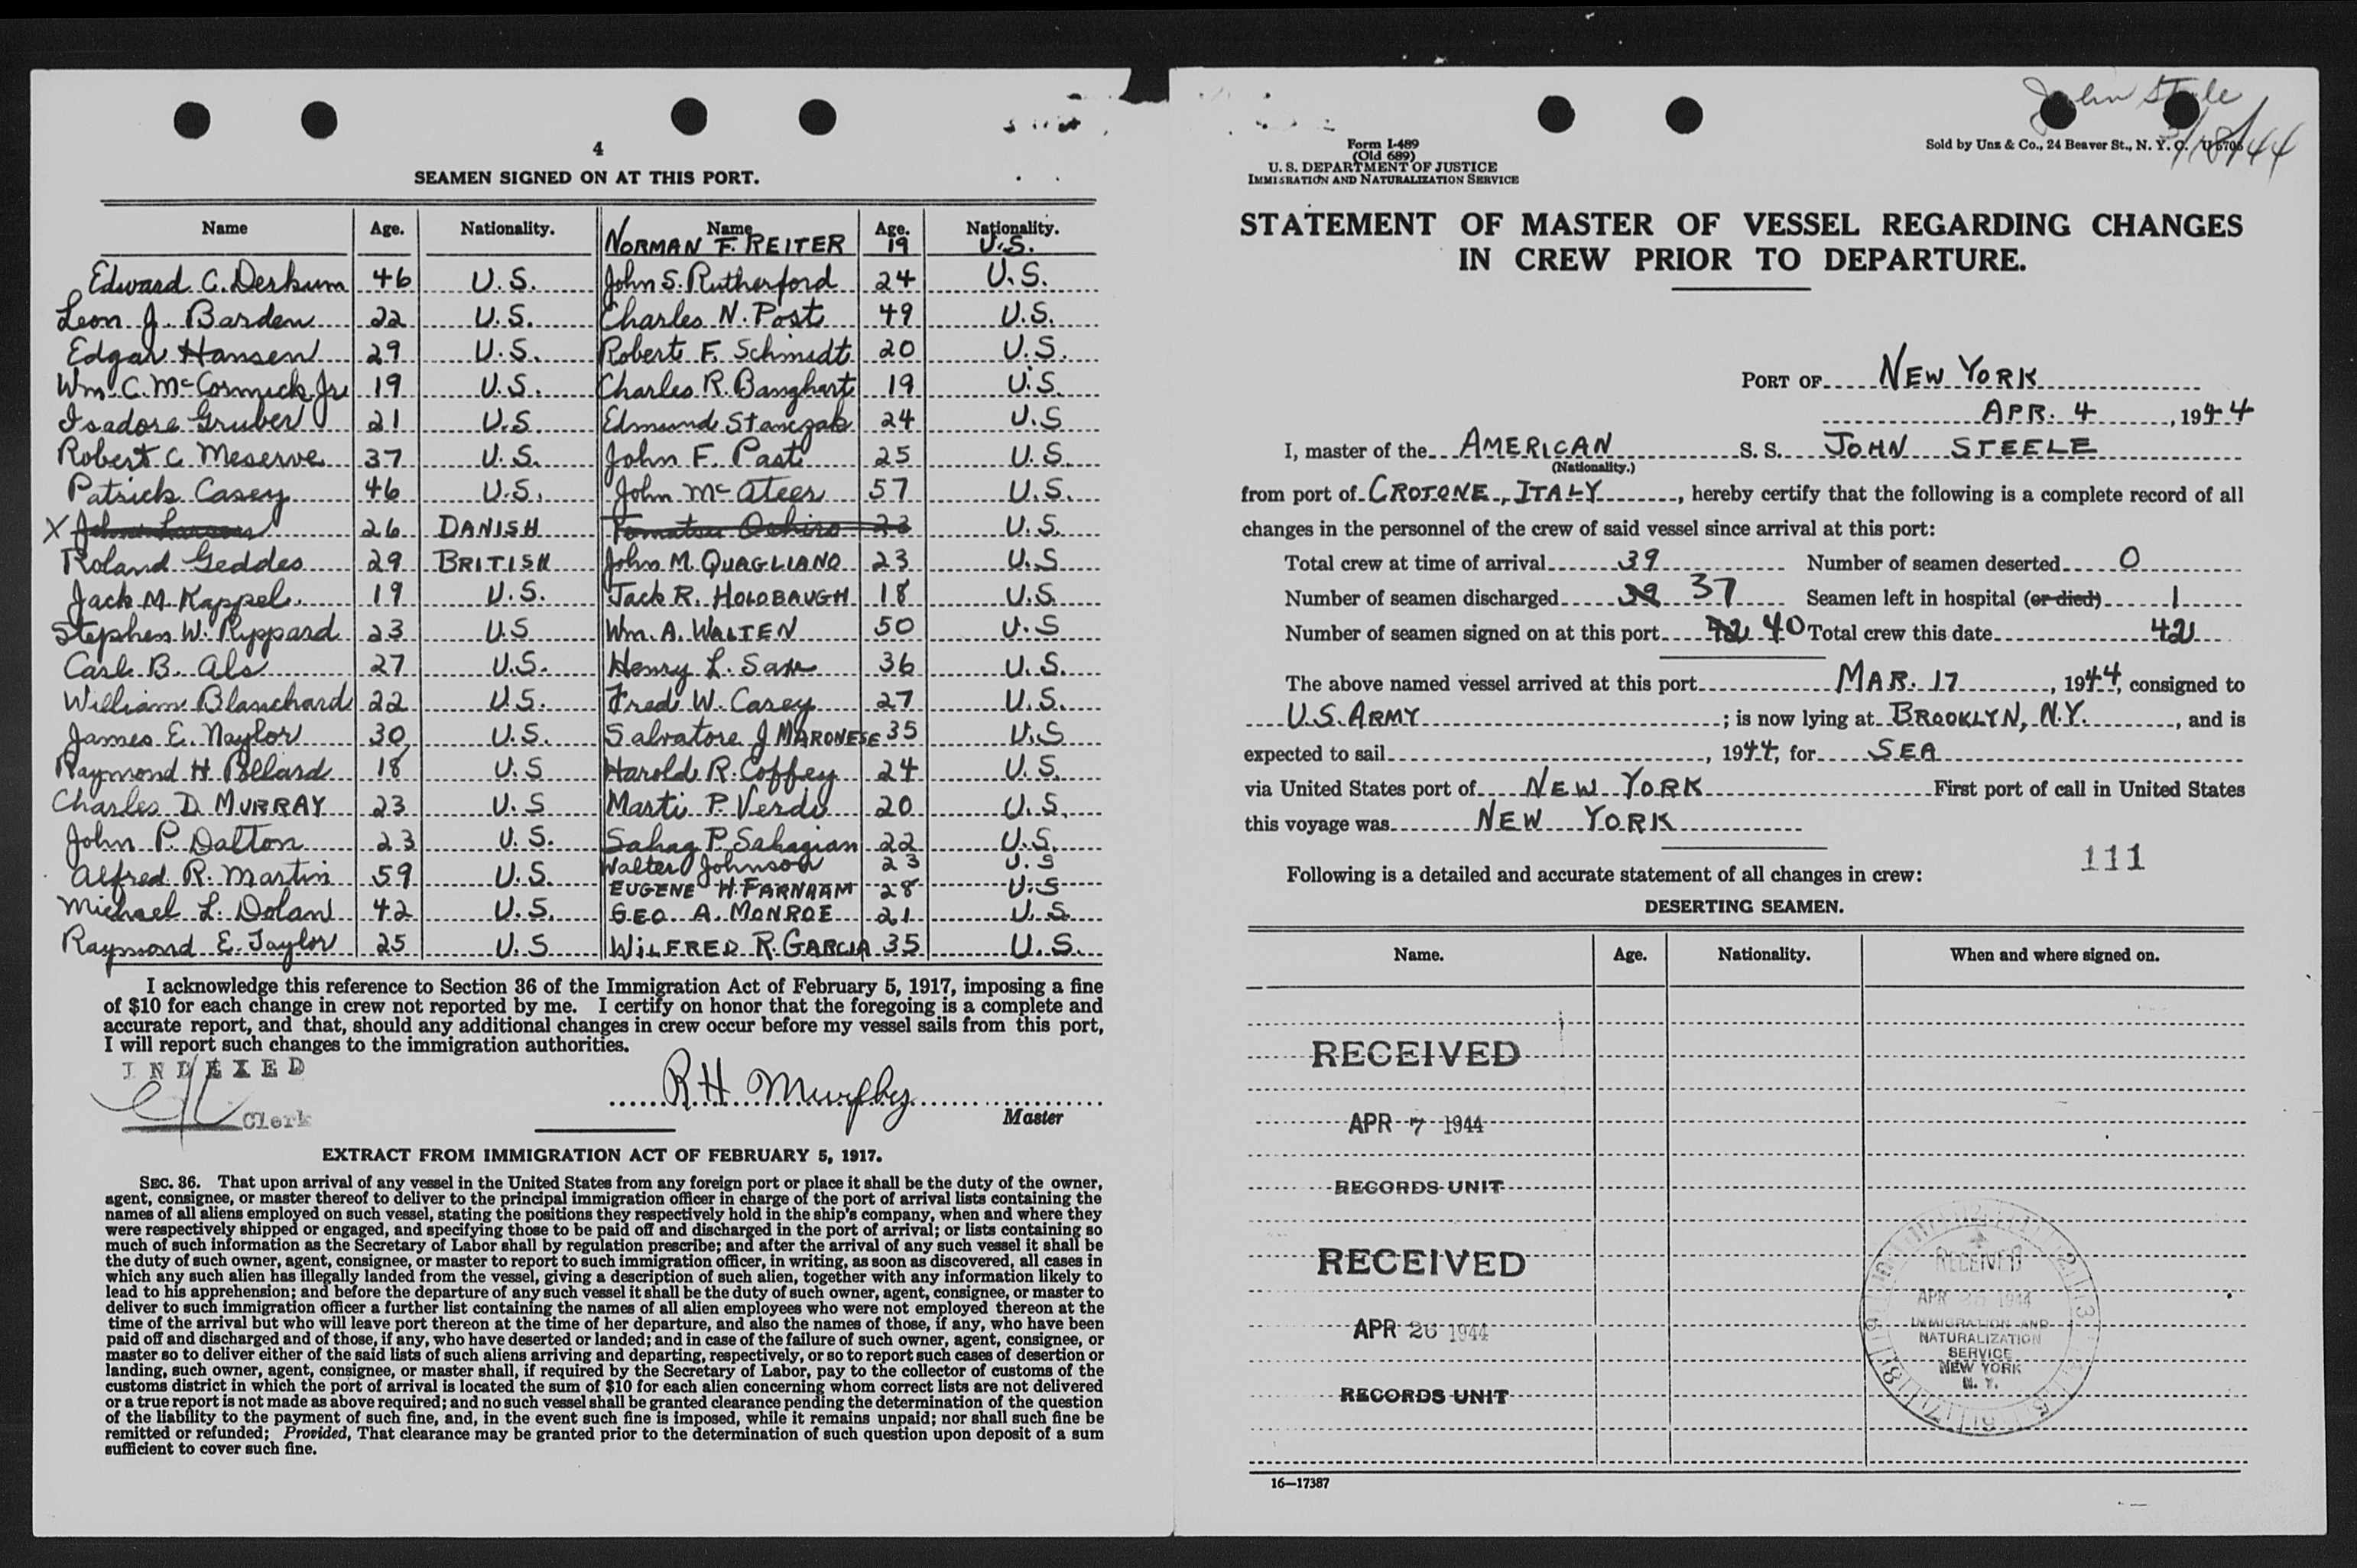 4
SEAMEN SIGNED ON AT THIS PORT.
Name Age. Nationality. Name Age. Nationality.
NORMAN F. REITER 19 U.S.
Edward C. Derkum 46 U.S. John S. Rutherford 24 U.S.
Leon J. Barden 22 U.S. Charles N. Post 49 U.S.
Edgar Hansen 29 U.S. Robert F. Schmidt 20 U.S.
Wm. C. McCormick Jr 19 U.S. Charles R. Banghart 19 U.S.
Isadore Gruber 21 U.S. Edmund Stanczak 24 U.S
Robert C. Meserve 37 U.S. John F. Past 25 U.S.
Patrick Casey 46 U.S. John McAteer 57 U.S.
X John Larsen 26 DANISH Tomatsu Oshiro 23 U.S.
Roland Geddes 29 BRITISH John M. QUAGLIANO 23 U.S
Jack M. Kappel 19 U.S. Jack R. HOLOBAUGH 18 U.S.
Stephen W. Ryppard 23 U.S Wm. A. WALTEN 50 U.S
Carl B. Als 27 U.S. Henry L. Sax 36 U.S.
William Blanchard 22 U.S. Fred W. Casey 27 U.S.
James E. Naylor 30 U.S. Salvatore J MARONESE 35 U.S
Raymond H. Pollard 18 U.S Harold R. Coffey 24 U.S.
Charles D. MURRAY 23 U.S Marti P. Verdi 20 U.S.
John P. Dalton 23 U.S. Sahag P. Sahagian 22 U.S.
Walter Johnson 23 U.S
Alfred R. Martin 59 U.S. EUGENE H. FARNHAM 28 U.S
Michael L. Dolan 42 U.S. GEO. A. MONROE 21 U.S.
Raymond E. Taylor 25 U.S WILFRED R. GARCIA 35 U.S.
I acknowledge this reference to Section 36 of the Immigration Act of February 5, 1917, imposing a fine
of $10 for each change in crew not reported by me. I certify on honor that the foregoing is a complete and
accurate report, and that, should any additional changes in crew occur before my vessel sails from this port,
I will report such changes to the immigration authorities.
INDEXED
Clerk
R H Murphy
Master
EXTRACT FROM IMMIGRATION ACT OF FEBRUARY 5, 1917.
SEC. 36. That upon arrival of any vessel in the United States from any foreign port or place it shall be the duty of the owner,
agent, consignee, or master thereof to deliver to the principal immigration officer in charge of the port of arrival lists containing the
names of all aliens employed on such vessel, stating the positions they respectively hold in the ship's company, when and where they
were respectively shipped or engaged, and specifying those to be paid off and discharged in the port of arrival; or lists containing so
much of such information as the Secretary of Labor shall by regulation prescribe; and after the arrival of any such vessel it shall be
the duty of such owner, agent, consignee, or master to report to such immigration officer, in writing, as soon as discovered, all cases in
which any such alien has illegally landed from the vessel, giving a description of such alien, together with any information likely to
lead to his apprehension; and before the departure of any such vessel it shall be the duty of such owner, agent, consignee, or master to
deliver to such immigration officer a further list containing the names of all alien employees who were not employed thereon at the
time of the arrival but who will leave port thereon at the time of her departure, and also the names of those, if any, who have been
paid off and discharged and of those, if any, who have deserted or landed; and in case of the failure of such owner, agent, consignee, or
master so to deliver either of the said lists of such aliens arriving and departing, respectively, or so to report such cases of desertion or
landing, such owner, agent, consignee, or master shall, if required by the Secretary of Labor, pay to the collector of customs of the
customs district in which the port of arrival is located the sum of $10 for each alien concerning whom correct lists are not delivered
or a true report is not made as above required; and no such vessel shall be granted clearance pending the determination of the question
of the liability to the payment of such fine, and, in the event such fine is imposed, while it remains unpaid; nor shall such fine be
remitted or refunded; Provided, That clearance may be granted prior to the determination of such question upon deposit of a sum
sufficient to cover such fine.
John Steele
3/18/44
Form I-489
(Old 689)
U. S. DEPARTMENT OF JUSTICE
IMMIGRATION AND NATURALIZATION SERVICE
Sold by Unz & Co., 24 Beaver St., N. Y. C.
STATEMENT OF MASTER OF VESSEL REGARDING CHANGES
IN CREW PRIOR TO DEPARTURE.
PORT OF NEW YORK
APR. 4, 1944
I, master of the AMERICAN S. S. JOHN STEELE
(Nationality.)
from port of CROTONE, ITALY, hereby certify that the following is a complete record of all
changes in the personnel of the crew of said vessel since arrival at this port:
Total crew at time of arrival 39 Number of seamen deserted 0
Number of seamen discharged 39 37 Seamen left in hospital (or died) 1
Number of seamen signed on at this port 42 40 Total crew this date 42
The above named vessel arrived at this port MAR. 17, 1944, consigned to
U.S. ARMY; is now lying at BROOKLYN, N.Y., and is
expected to sail, 1944, for SEA
via United States port of NEW YORK First port of call in United States
this voyage was NEW YORK
111
Following is a detailed and accurate statement of all changes in crew:
DESERTING SEAMEN.
Name. Age. Nationality. When and where signed on.
RECEIVED
APR 7 1944
RECORDS UNIT
RECEIVED
APR 26 1944
RECORDS UNIT
RECEIVED
APR 1944
IMMIGRATION AND
NATURALIZATION
SERVICE
NEW YORK
N. Y.
16—17387